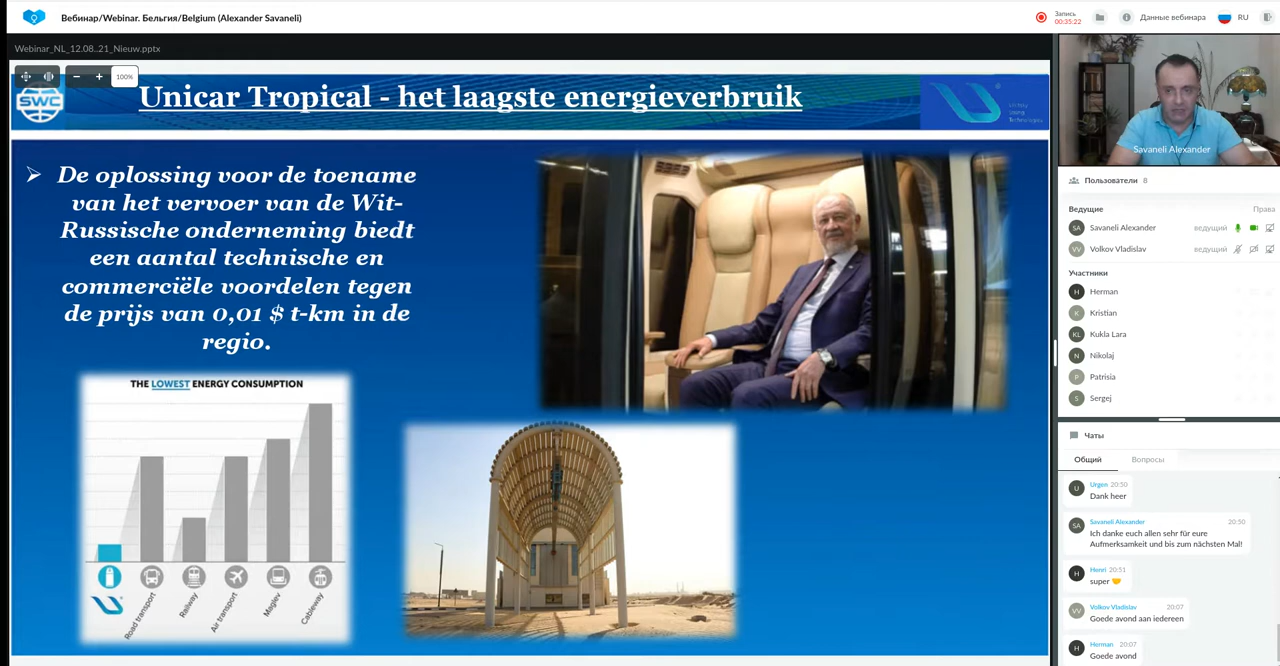 Вебинар/Webinar. Бельгия/Belgium (Alexander Savaneli)
Запись
00:35:22
Данные вебинара
RU
Webinar_NL_12.08..21_Nieuw.pptx
100%
SWC
Unicar Tropical - het laagste energieverbruik
De oplossing voor de toename
van het vervoer van de Wit-
Russische onderneming biedt
een aantal technische en
commerciële voordelen tegen
de prijs van 0,01 $ t-km in de
regio.
THE LOWEST ENERGY CONSUMPTION
Road transport
Railway
Air transport
Maglev
Cableway
Savaneli Alexander
Пользователи 8
Ведущие
Права
SA
Savaneli Alexander
ведущий
VV
Volkov Vladislav
ведущий
Участники
H
Herman
K
Kristian
KL
Kukla Lara
N
Nikolaj
P
Patrisia
S
Sergej
Чаты
Общий
Вопросы
U
Urgen 20:50
Dank heer
SA
Savaneli Alexander 20:50
Ich danke euch allen sehr für eure
Aufmerksamkeit und bis zum nächsten Mal!
H
Henri 20:51
super
VV
Volkov Vladislav 20:07
Goede avond aan iedereen
H
Herman 20:07
Goede avond